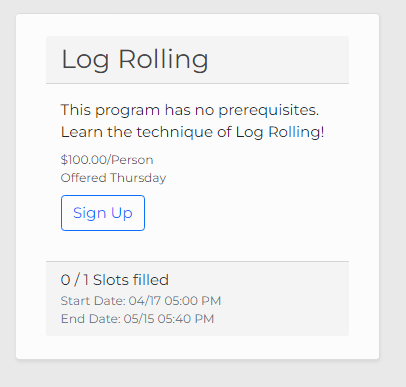 Log Rolling
This program has no prerequisites.
Learn the technique of Log Rolling!
$100.00/Person
Offered Thursday
Sign Up
0 / 1 Slots filled
Start Date: 04/17 05:00 PM
End Date: 05/15 05:40 PM